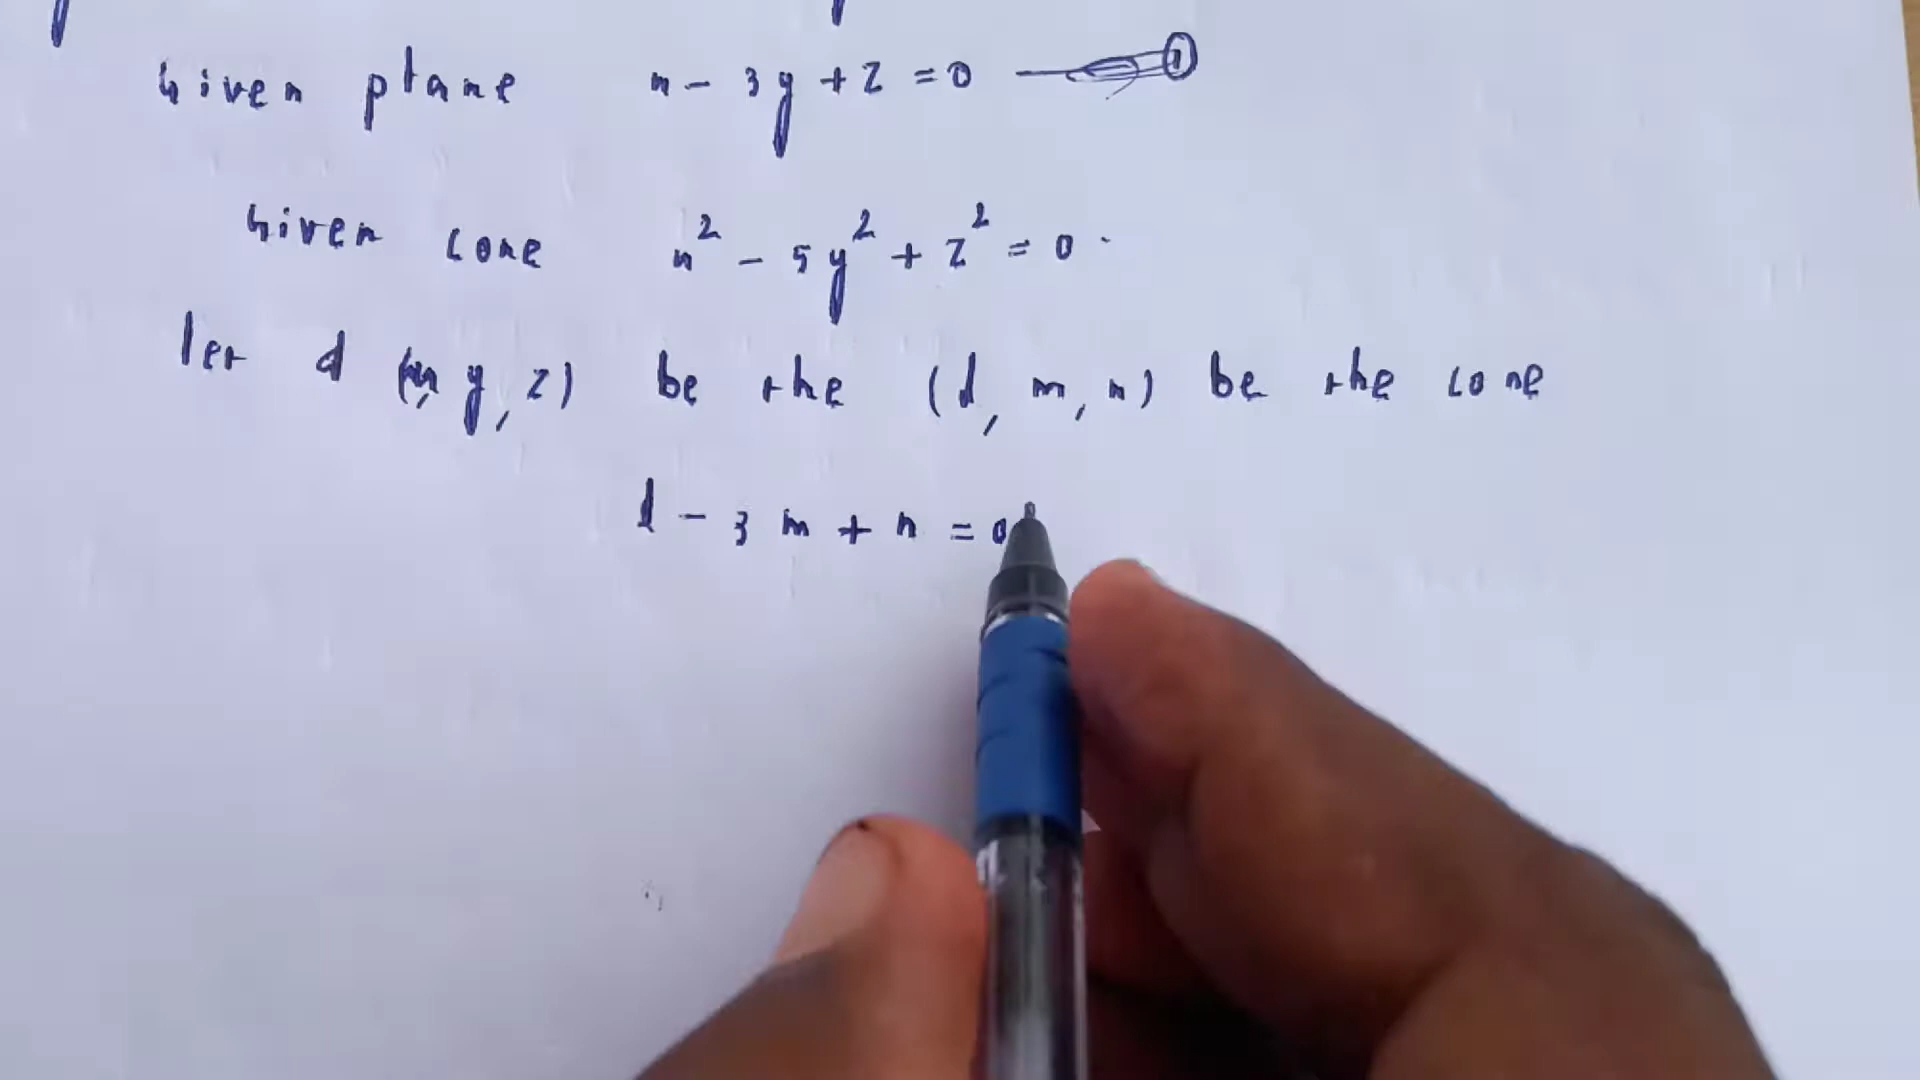 Given plane x - 3y + z = 0 — ①
Given cone x² - 5y² + z² = 0.
let d (x, y, z) be the (l, m, n) be the cone
l - 3m + n = 0